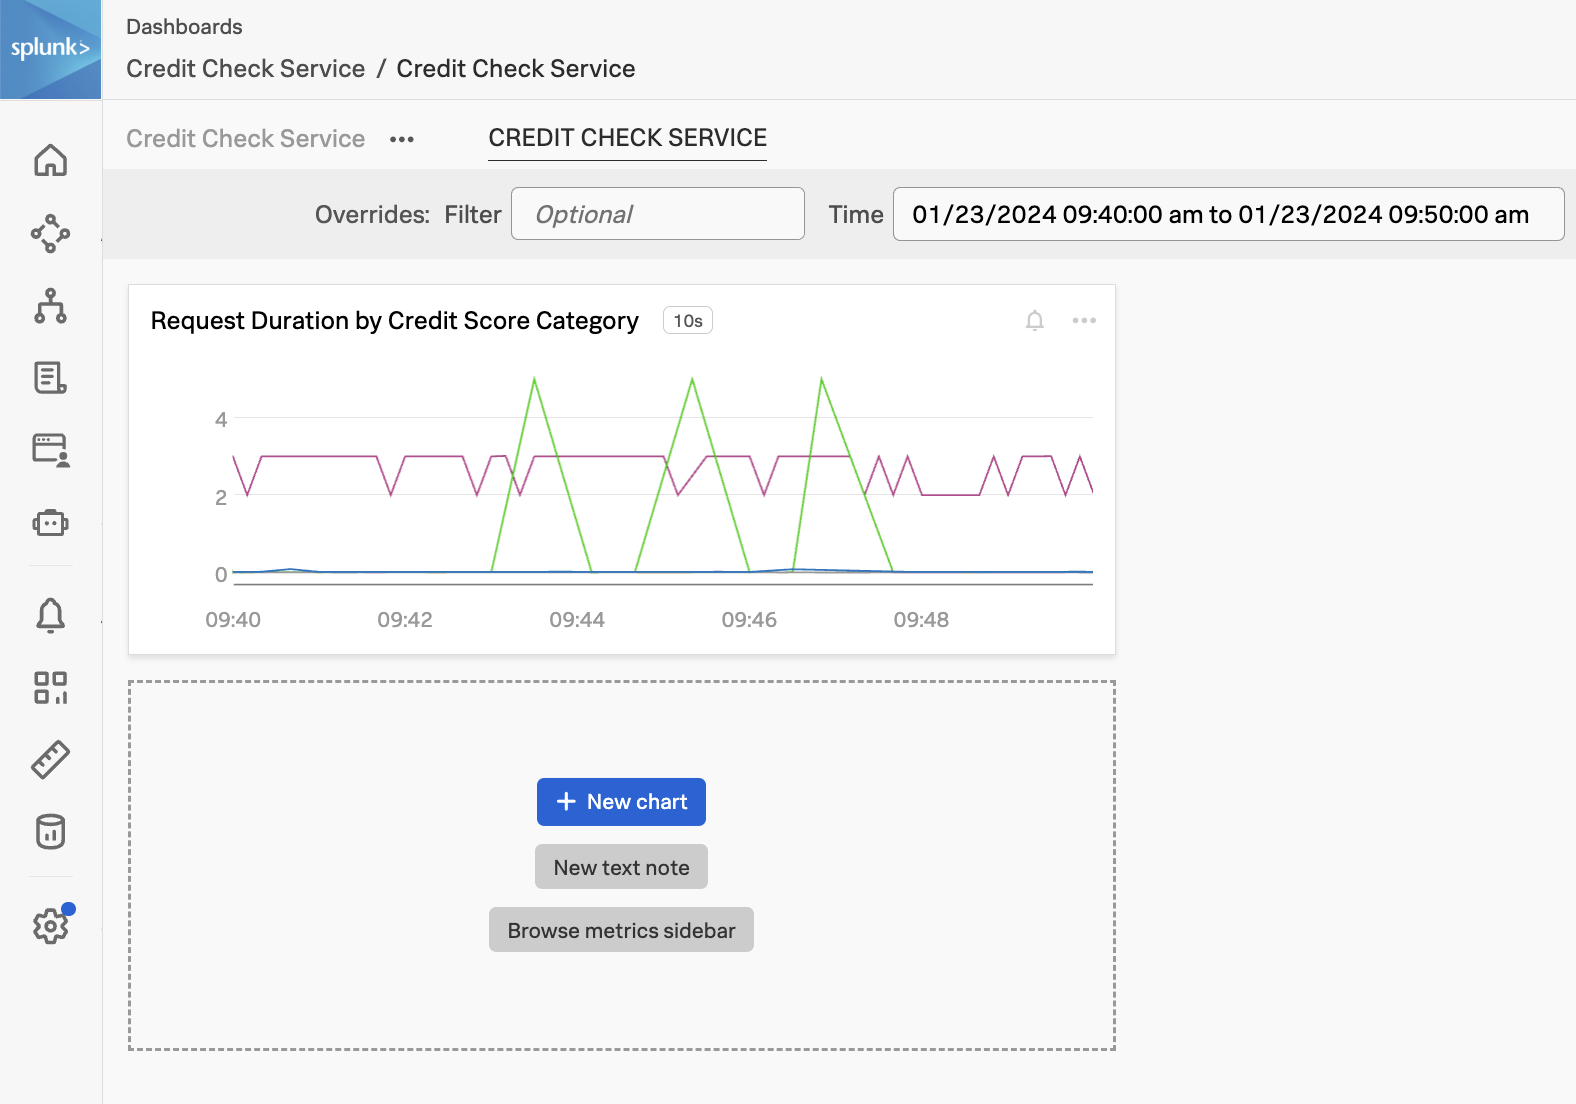 splunk>
Dashboards
Credit Check Service / Credit Check Service
Credit Check Service ••• CREDIT CHECK SERVICE
Overrides: Filter Optional Time 01/23/2024 09:40:00 am to 01/23/2024 09:50:00 am
Request Duration by Credit Score Category 10s
4
2
0
09:40 09:42 09:44 09:46 09:48
+ New chart
New text note
Browse metrics sidebar